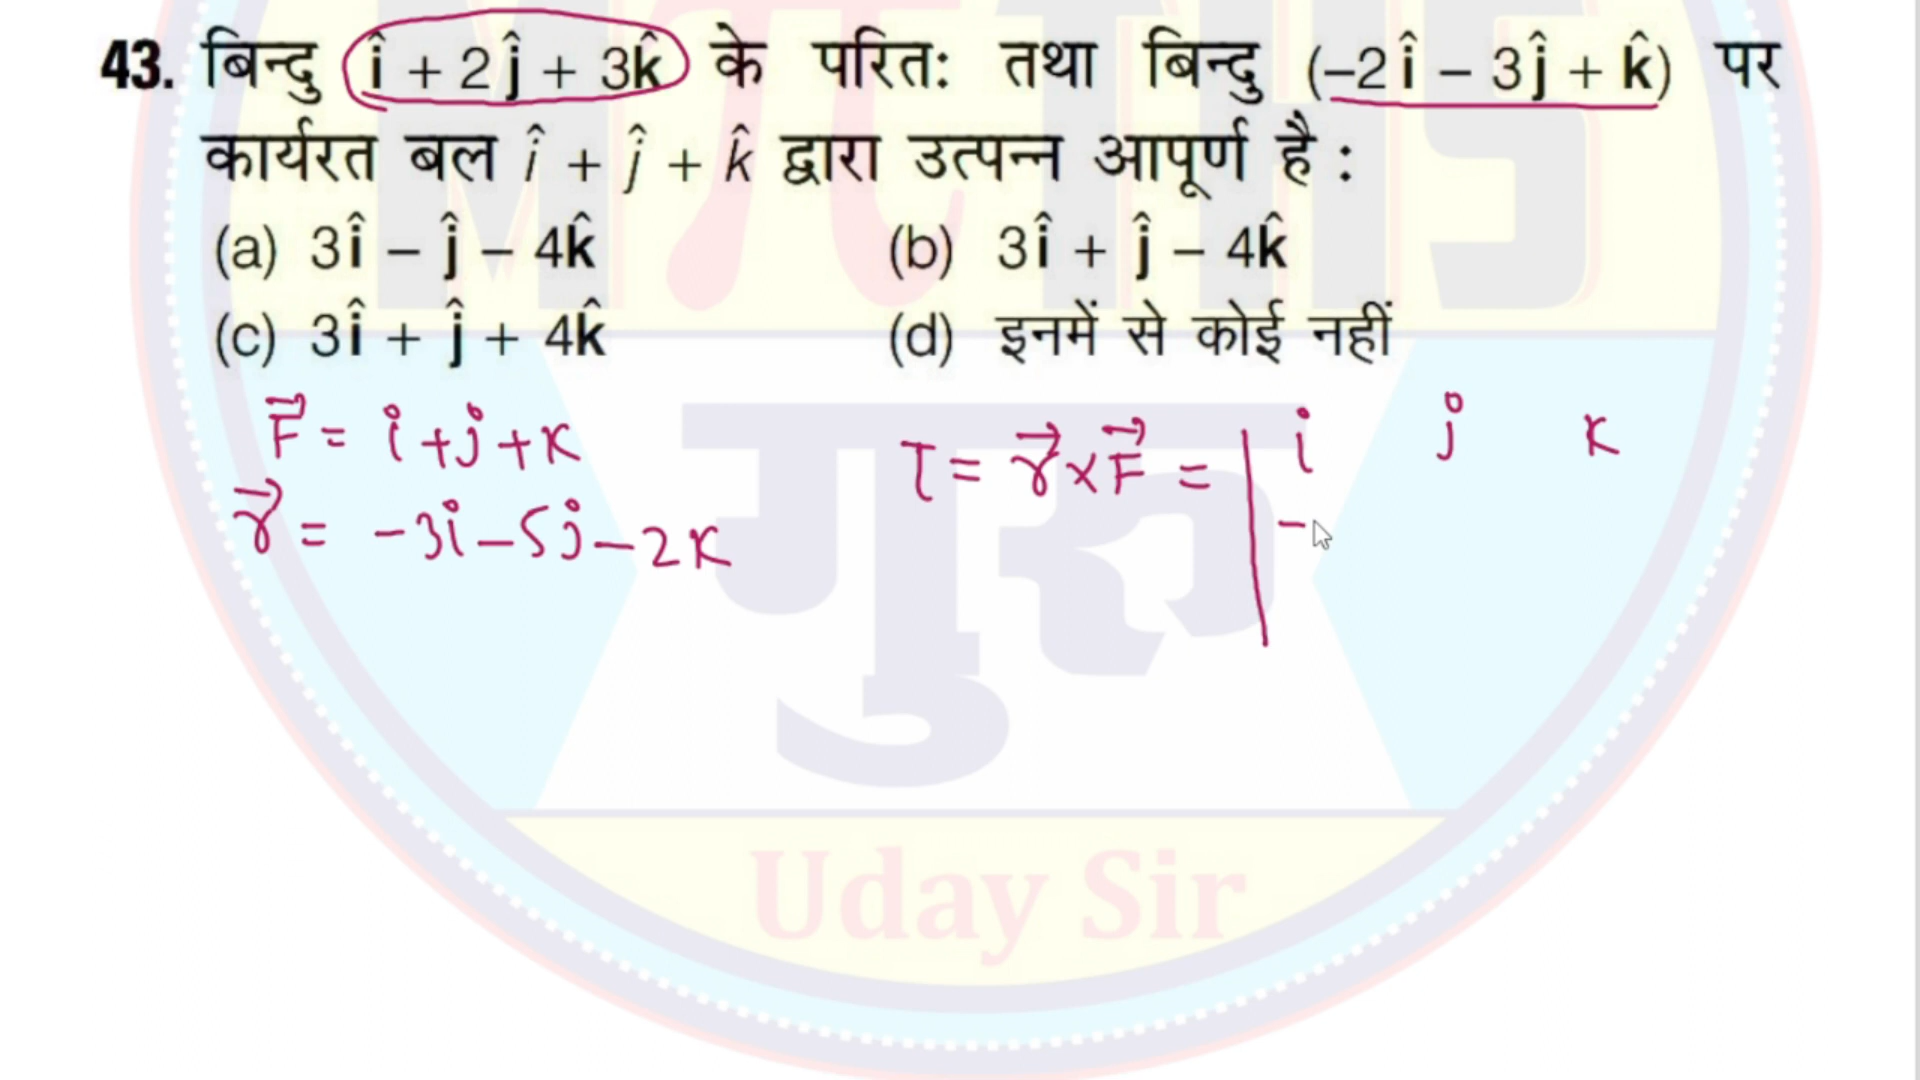 43. बिन्दु î + 2ĵ + 3k̂ के परितः तथा बिन्दु (–2î – 3ĵ + k̂) पर
कार्यरत बल î + ĵ + k̂ द्वारा उत्पन्न आपूर्ण है :
(a) 3î – ĵ – 4k̂ (b) 3î + ĵ – 4k̂
(c) 3î + ĵ + 4k̂ (d) इनमें से कोई नहीं
F⃗ = i + j + k
r⃗ = -3i - 5j - 2k
τ = r⃗ × F⃗ = | i j k
-
MATHS
गुरु
Uday Sir